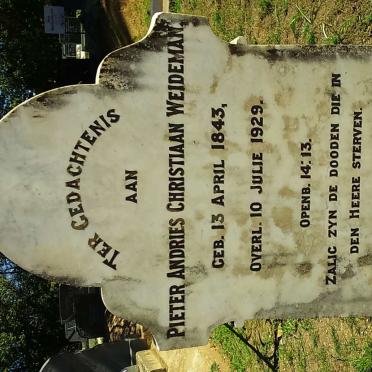 TER GEDACHTENIS
AAN
PIETER ANDRIES CHRISTIAAN WEIDEMAN,
GEB. 13 APRIL 1843,
OVERL. 10 JULIE 1929.
OPENB. 14: 13.
ZALIG ZYN DE DOODEN DIE IN
DEN HEERE STERVEN.